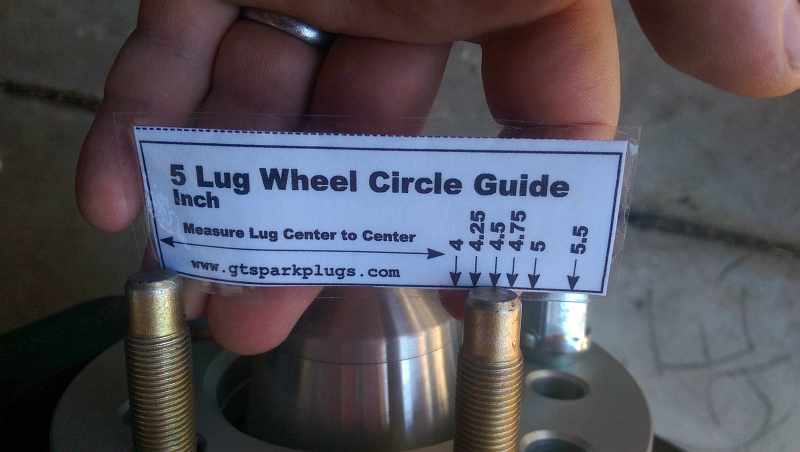 5 Lug Wheel Circle Guide
Inch
Measure Lug Center to Center
4 4.25 4.5 4.75 5 5.5
www.gtsparkplugs.com